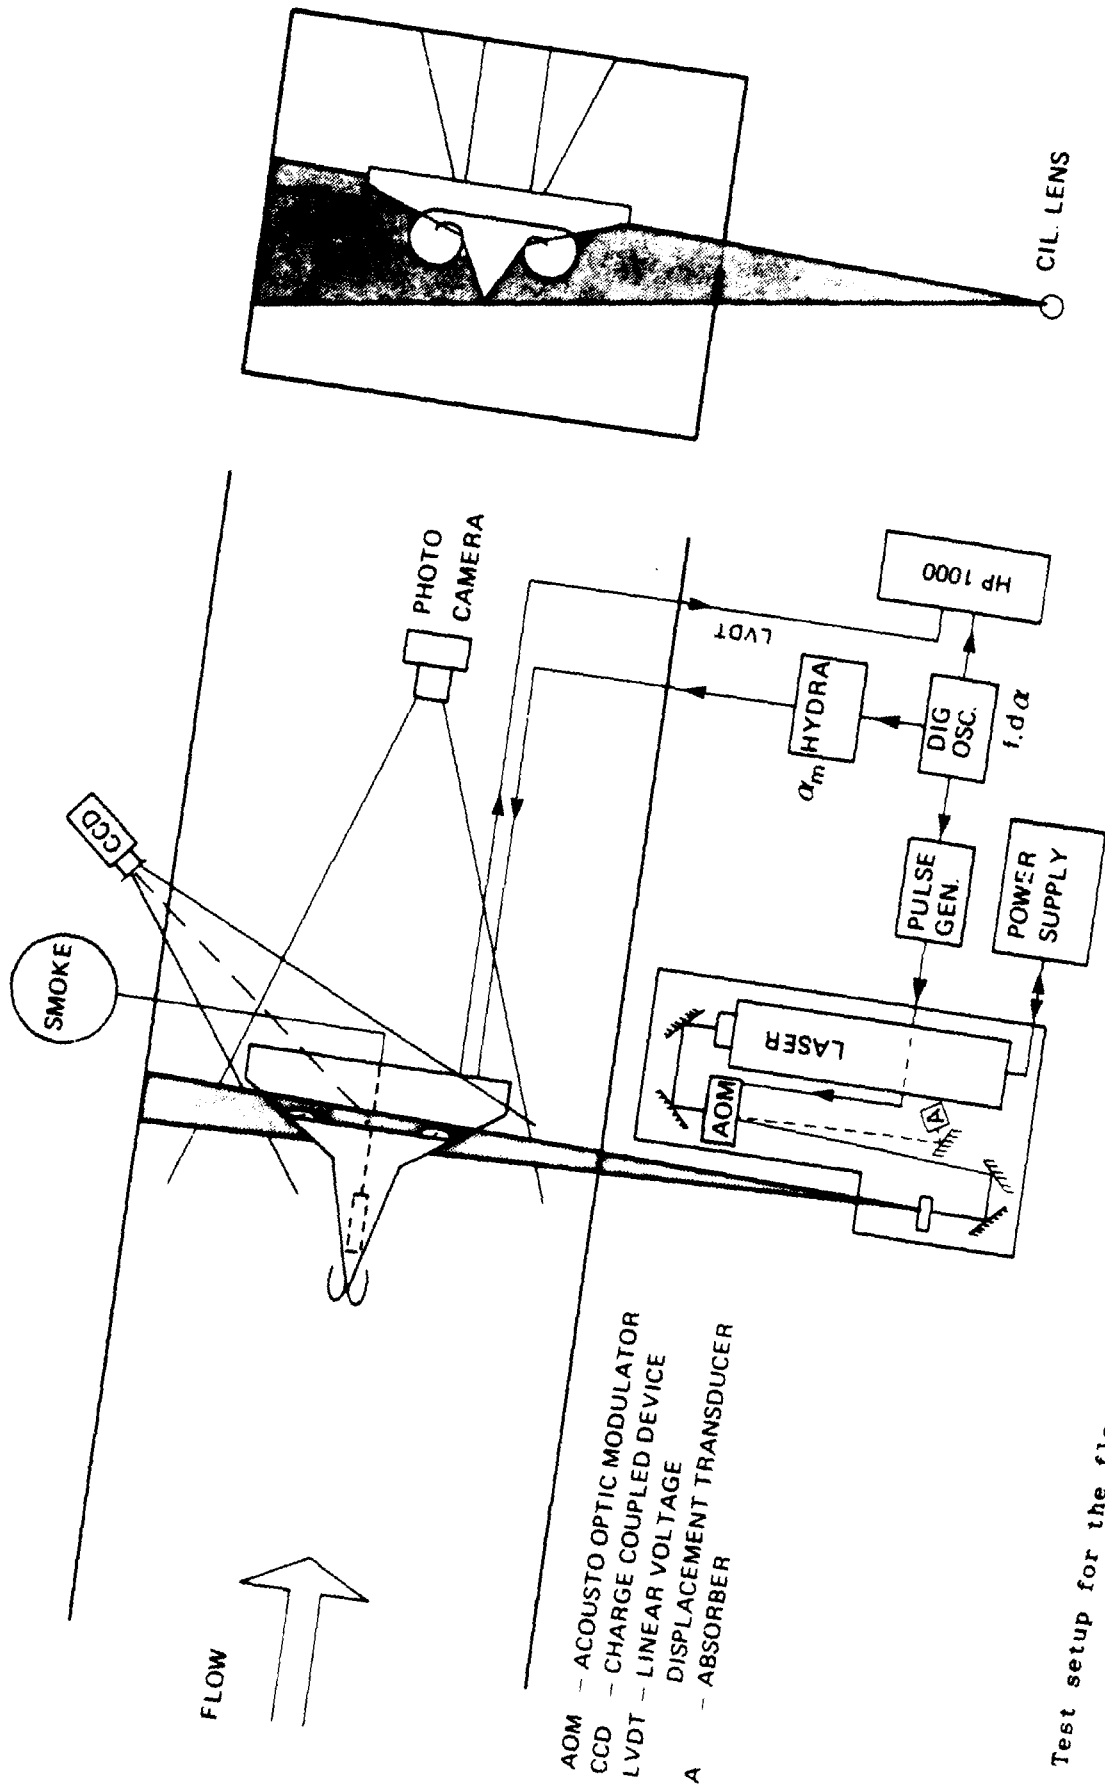 SMOKE
CCD
PHOTO
CAMERA
CIL. LENS
FLOW
LVDT
HP 1000
αm HYDRA
DIG
OSC.
f.dα
PULSE
GEN.
POWER
SUPPLY
LASER
AOM
A
AOM – ACOUSTO OPTIC MODULATOR
CCD – CHARGE COUPLED DEVICE
LVDT – LINEAR VOLTAGE
DISPLACEMENT TRANSDUCER
A – ABSORBER
Test setup for the